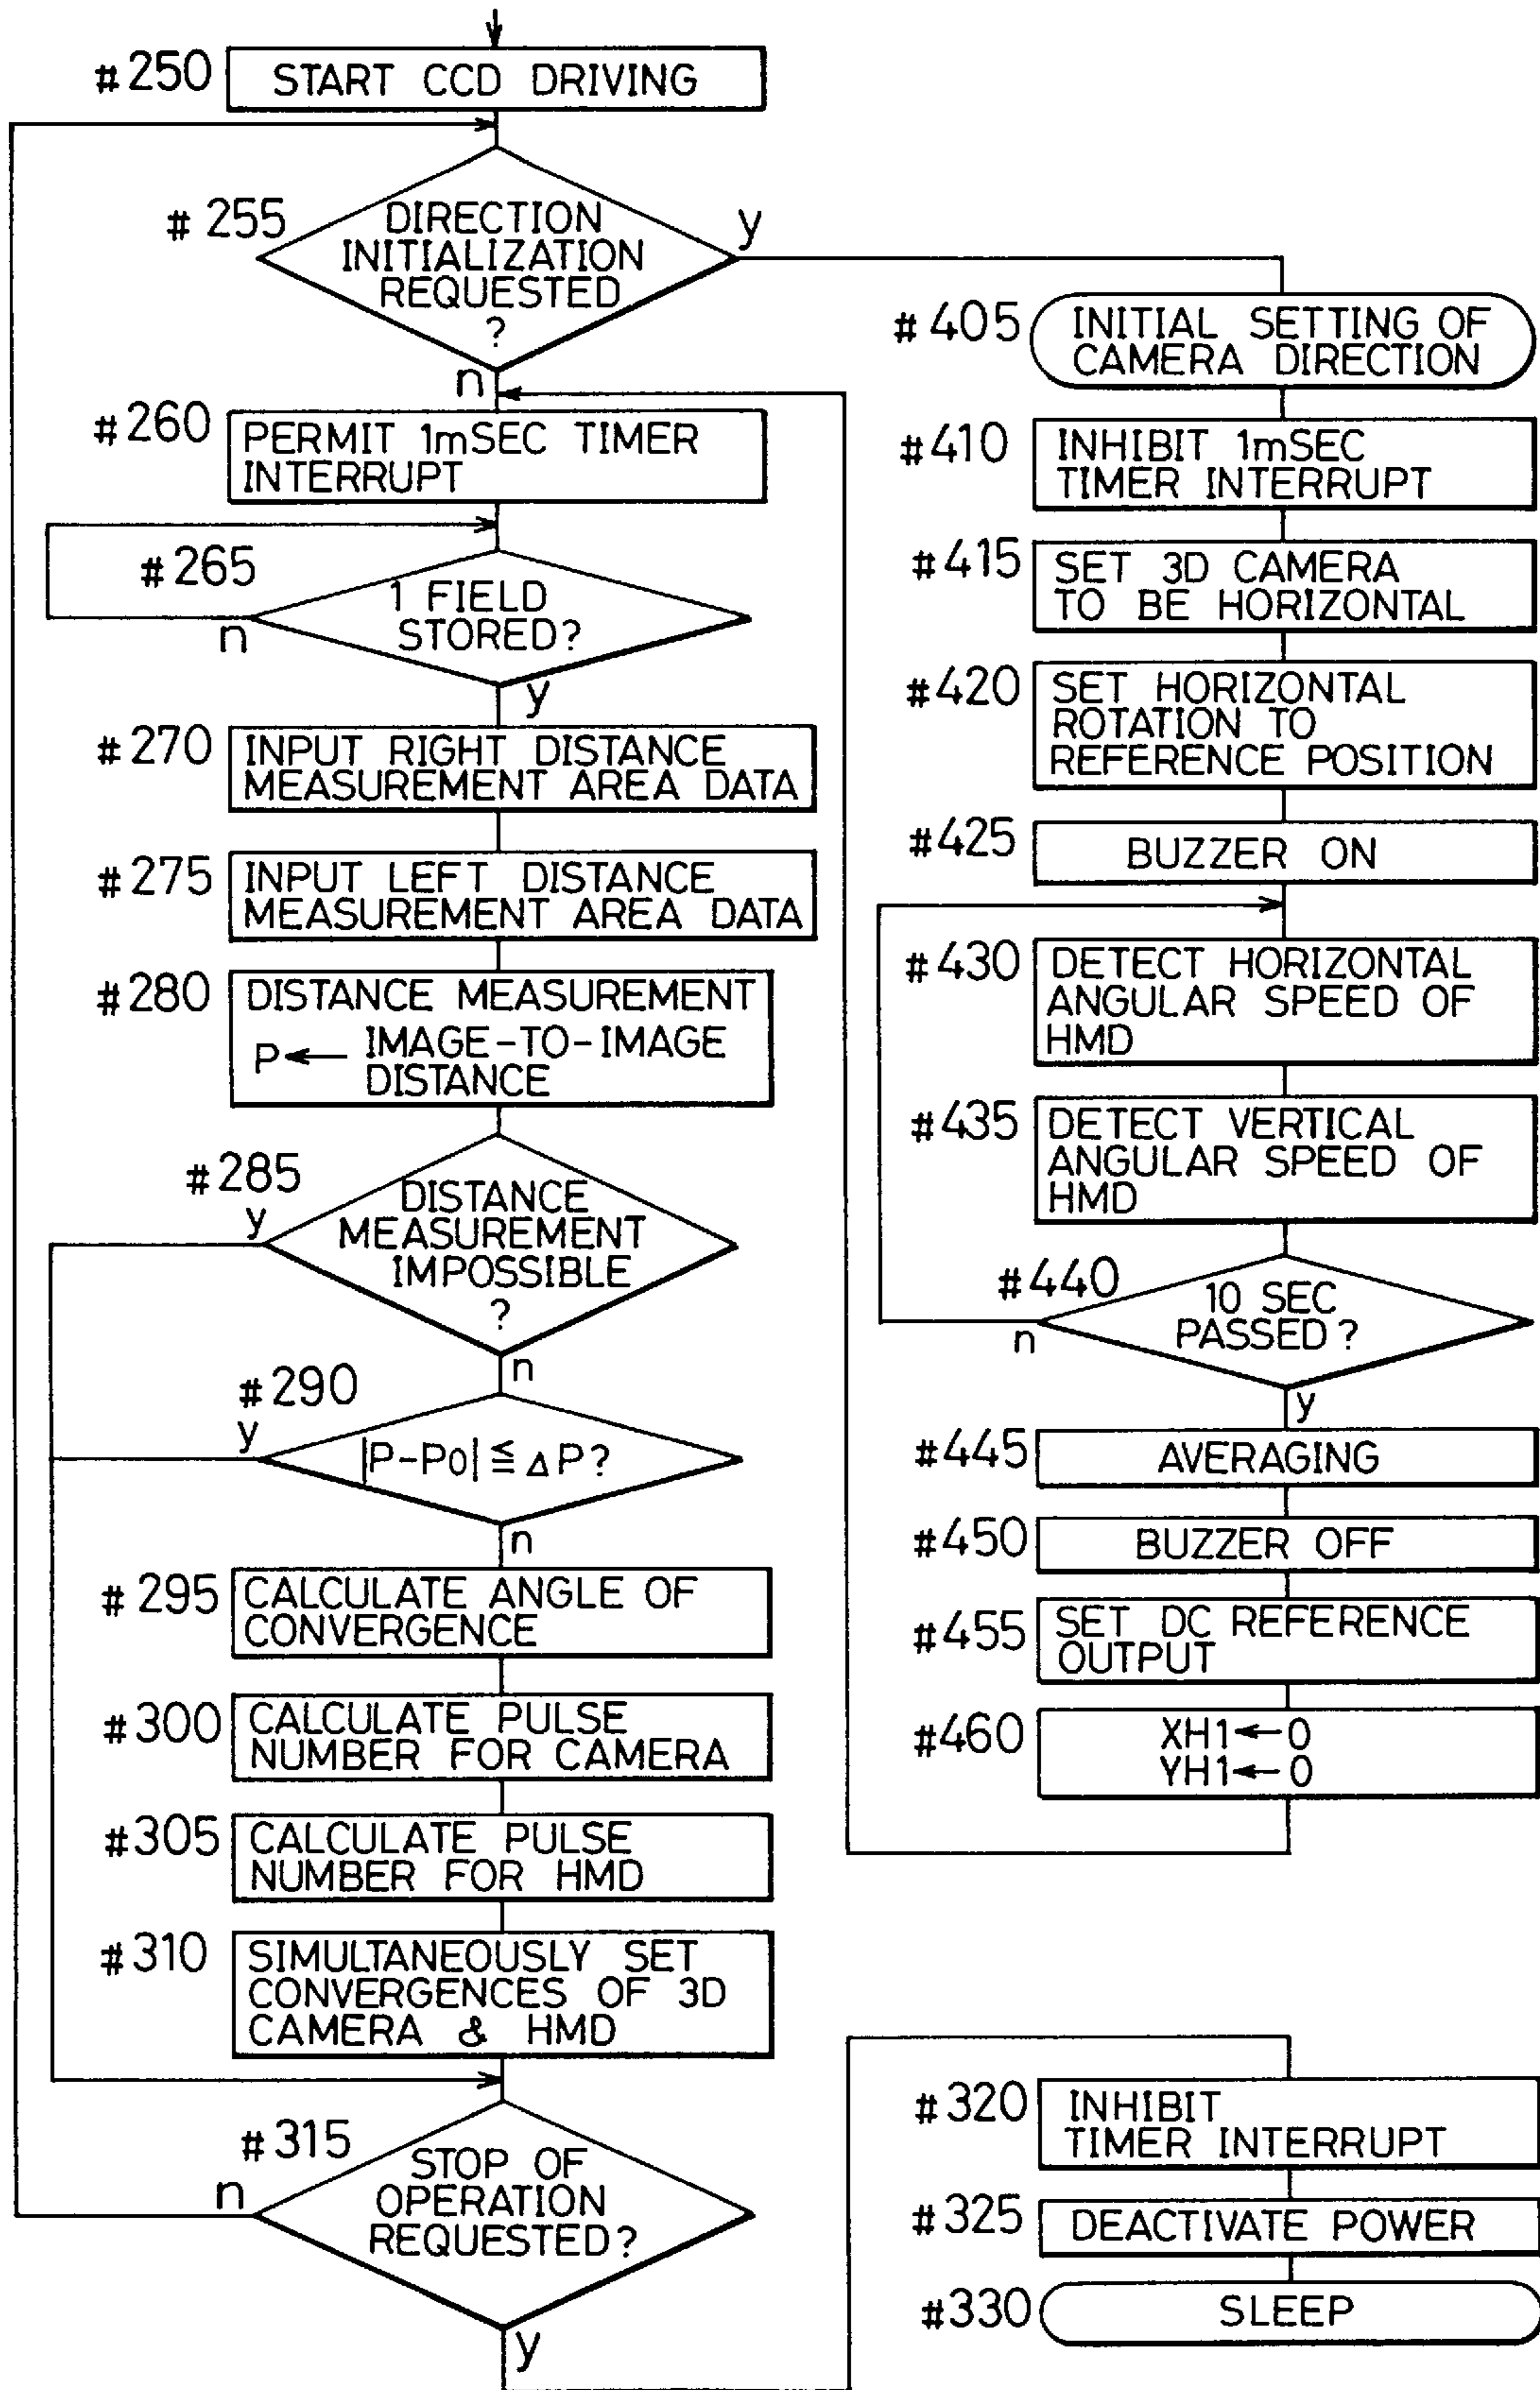 #250
START CCD DRIVING
#255
DIRECTION
INITIALIZATION
REQUESTED
?
y
n
#260
PERMIT 1mSEC TIMER
INTERRUPT
#265
1 FIELD
STORED?
n
y
#270
INPUT RIGHT DISTANCE
MEASUREMENT AREA DATA
#275
INPUT LEFT DISTANCE
MEASUREMENT AREA DATA
#280
DISTANCE MEASUREMENT
P← IMAGE-TO-IMAGE
DISTANCE
#285
y
DISTANCE
MEASUREMENT
IMPOSSIBLE
?
n
#290
y
|P-P0| ≦ ΔP?
n
#295
CALCULATE ANGLE OF
CONVERGENCE
#300
CALCULATE PULSE
NUMBER FOR CAMERA
#305
CALCULATE PULSE
NUMBER FOR HMD
#310
SIMULTANEOUSLY SET
CONVERGENCES OF 3D
CAMERA & HMD
#315
n
STOP OF
OPERATION
REQUESTED?
y
#405
INITIAL SETTING OF
CAMERA DIRECTION
#410
INHIBIT 1mSEC
TIMER INTERRUPT
#415
SET 3D CAMERA
TO BE HORIZONTAL
#420
SET HORIZONTAL
ROTATION TO
REFERENCE POSITION
#425
BUZZER ON
#430
DETECT HORIZONTAL
ANGULAR SPEED OF
HMD
#435
DETECT VERTICAL
ANGULAR SPEED OF
HMD
#440
10 SEC
PASSED?
n
y
#445
AVERAGING
#450
BUZZER OFF
#455
SET DC REFERENCE
OUTPUT
#460
XH1←0
YH1←0
#320
INHIBIT
TIMER INTERRUPT
#325
DEACTIVATE POWER
#330
SLEEP